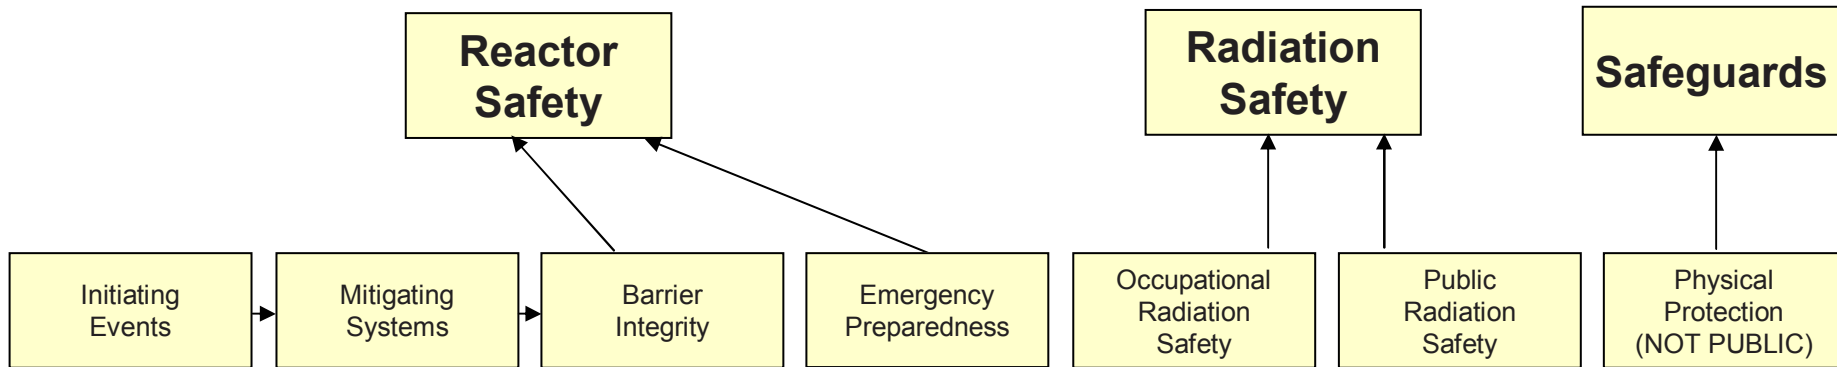 Reactor
Safety
Radiation
Safety
Safeguards
Initiating
Events
Mitigating
Systems
Barrier
Integrity
Emergency
Preparedness
Occupational
Radiation
Safety
Public
Radiation
Safety
Physical
Protection
(NOT PUBLIC)